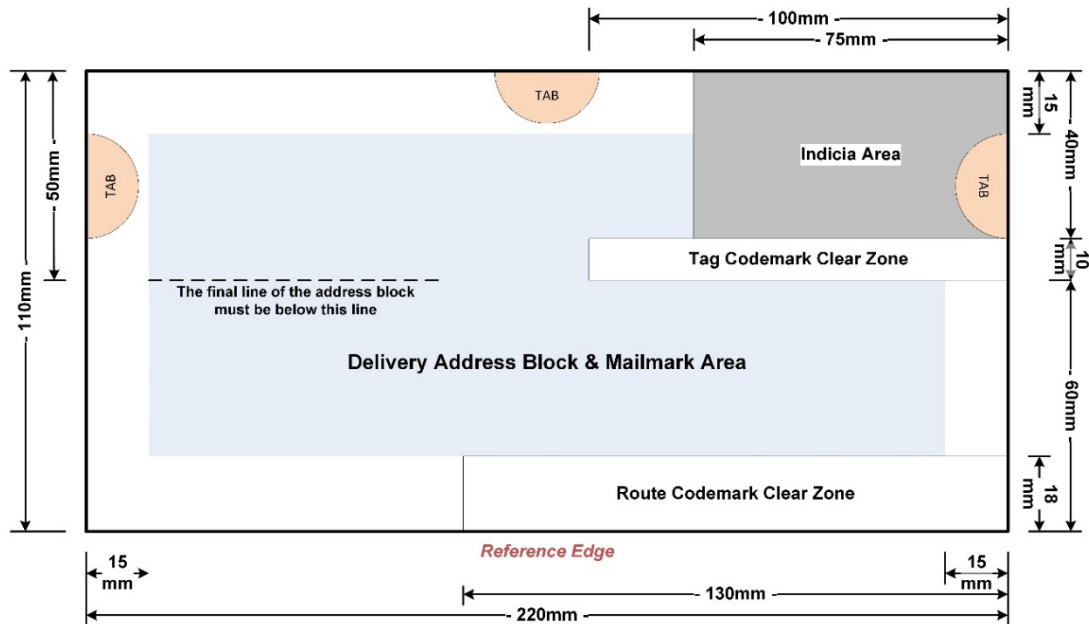 - 100mm -
- 75mm -
TAB
15
mm
Indicia Area
- 40mm -
TAB
TAB
- 50mm -
Tag Codemark Clear Zone
10
mm
The final line of the address block
must be below this line
- 110mm -
Delivery Address Block & Mailmark Area
- 60mm -
Route Codemark Clear Zone
18
mm
Reference Edge
15
mm
15
mm
- 130mm -
- 220mm -